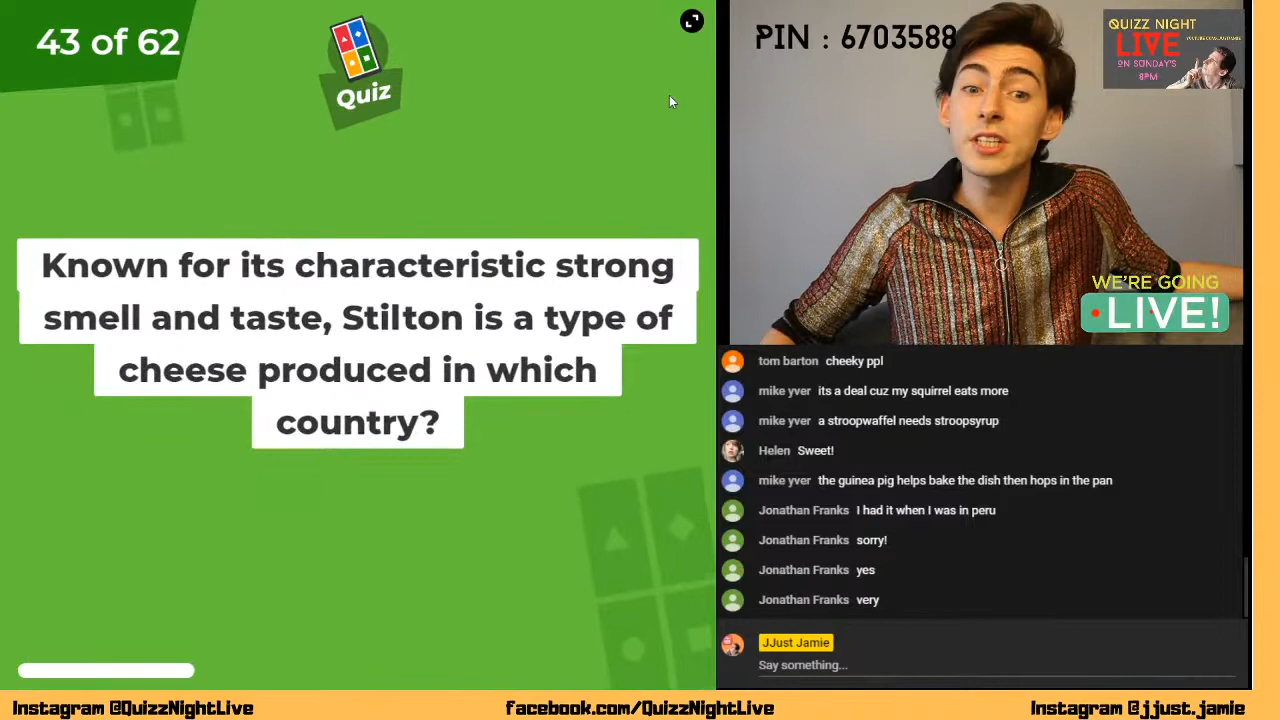 43 of 62
Quiz
Known for its characteristic strong
smell and taste, Stilton is a type of
cheese produced in which
country?
PIN : 6703588
QUIZZ NIGHT
YOUTUBE.COM/JJUSTJAMIE
LIVE
ON SUNDAY'S
8PM
WE'RE GOING
LIVE!
tom barton cheeky ppl
mike yver its a deal cuz my squirrel eats more
mike yver a stroopwaffel needs stroopsyrup
Helen Sweet!
mike yver the guinea pig helps bake the dish then hops in the pan
Jonathan Franks I had it when I was in peru
Jonathan Franks sorry!
Jonathan Franks yes
Jonathan Franks very
JJust Jamie
Say something...
Instagram @QuizzNightLive
facebook.com/QuizzNightLive
Instagram @jjust.jamie